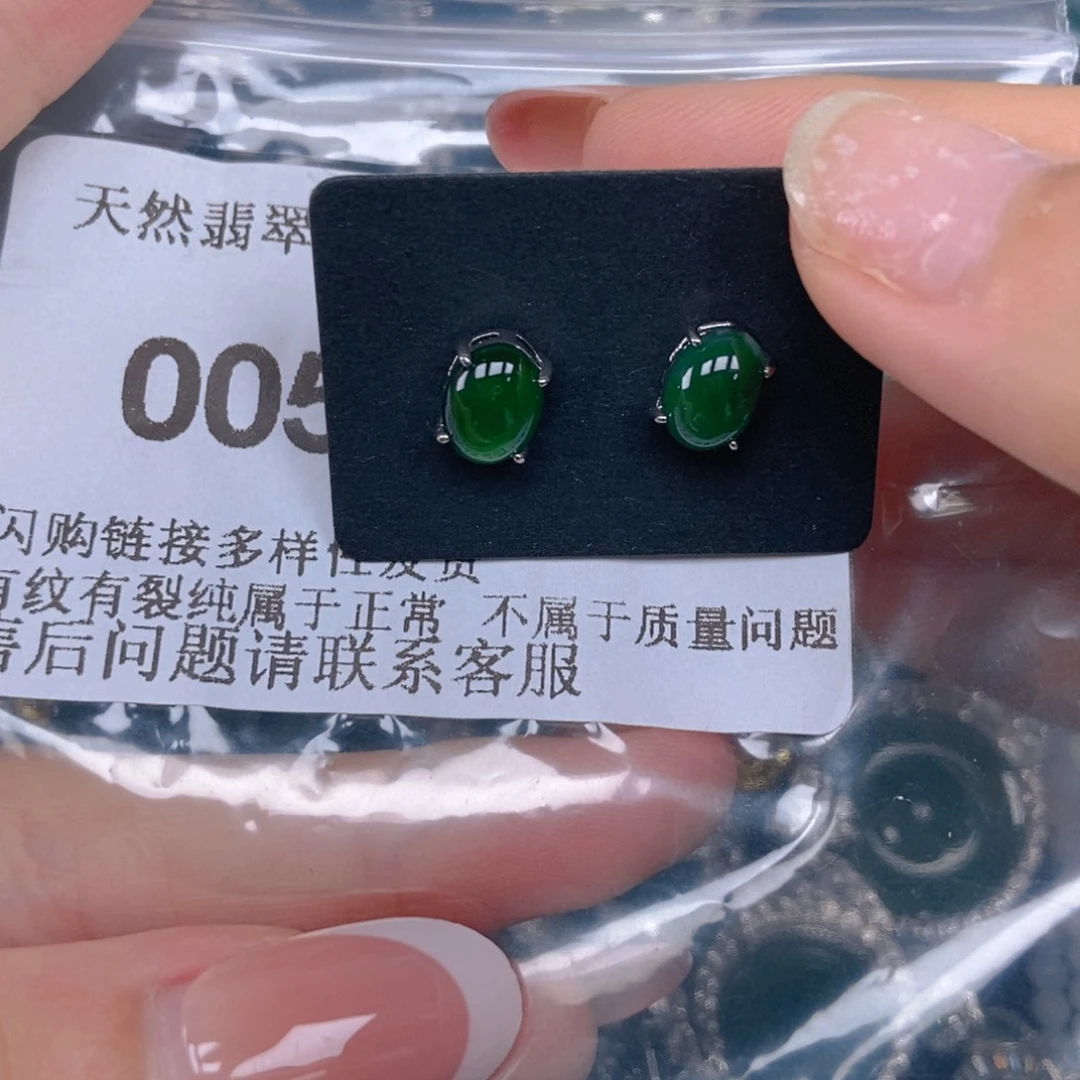 天然翡翠
005
闪购链接多样性发货
有纹有裂纯属于正常 不属于质量问题
售后问题请联系客服